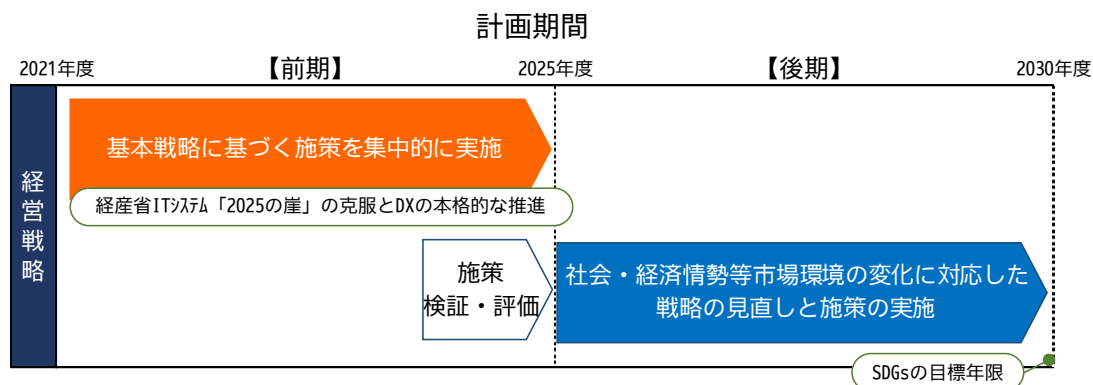 計画期間
2021年度
【前期】
2025年度
【後期】
2030年度
経営戦略
基本戦略に基づく施策を集中的に実施
経産省ITｼｽﾃﾑ「2025の崖」の克服とDXの本格的な推進
施策
検証・評価
社会・経済情勢等市場環境の変化に対応した
戦略の見直しと施策の実施
SDGsの目標年限